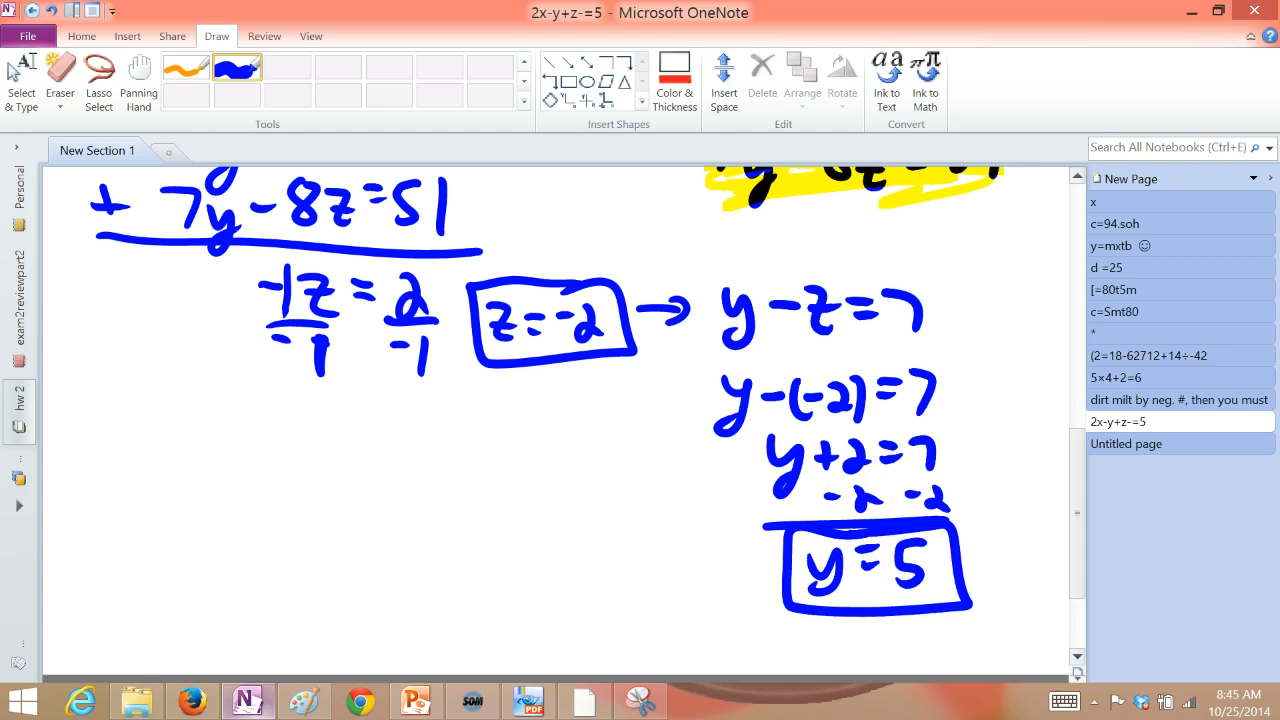 2x-y+z-=5 - Microsoft OneNote
File Home Insert Share Draw Review View
Select & Type
Eraser
Lasso Select
Panning Hand
Color & Thickness
Insert Space
Delete
Arrange
Rotate
Ink to Text
Ink to Math
Tools
Insert Shapes
Edit
Convert
New Section 1
Search All Notebooks (Ctrl+E)
Perso
exam2reviewpart2
hw 2
+ 7y - 8z = 51
-1z = 2
-1 -1
z = -2 → y - z = 7
y - (-2) = 7
y + 2 = 7
-2 -2
y = 5
New Page
x
c=94.soh
y=mxtb ☺
d =25
[=80t5m
c=Smt80
*
(2=18-62712+14÷-42
5×4+2=6
dirt milt by neg. #, then you must
2x-y+z-=5
Untitled page
PDF
SOM
8:45 AM
10/25/2014